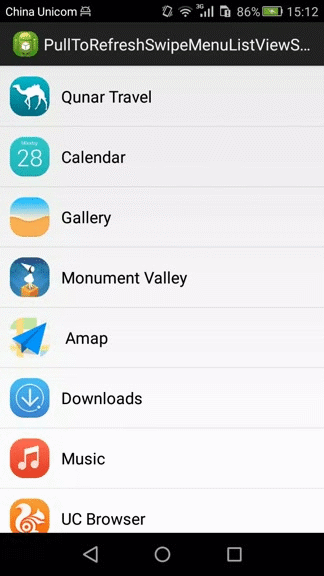 China Unicom 3G 86% 15:12
PullToRefreshSwipeMenuListViewS...
Qunar Travel
Monday
28
Calendar
Gallery
Monument Valley
Amap
Downloads
Music
UC Browser